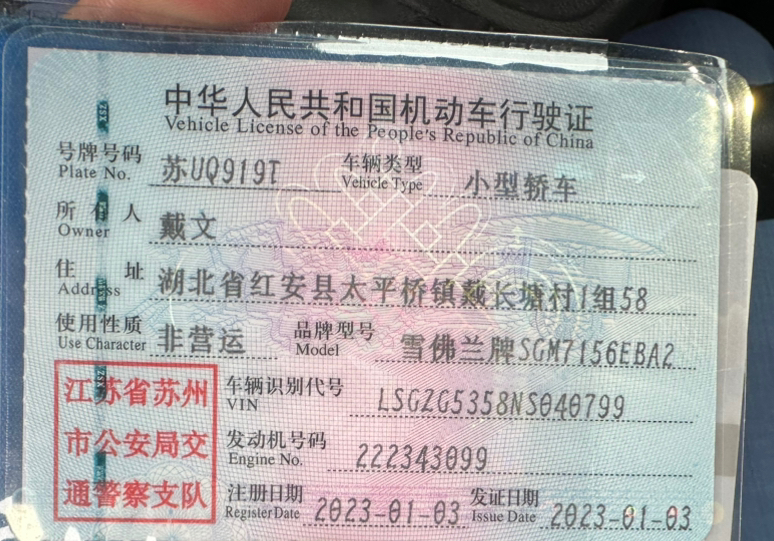 中华人民共和国机动车行驶证
Vehicle License of the People's Republic of China
号牌号码 苏UQ919T 车辆类型 小型轿车
Plate No. Vehicle Type
所有人 戴文
Owner
住址 湖北省红安县太平桥镇戴长塘村1组58
Address
使用性质 非营运 品牌型号 雪佛兰牌SGM7156EBA2
Use Character Model
江苏省苏州
市公安局交
通警察支队
车辆识别代号 LSGZG5358NS040799
VIN
发动机号码 222343099
Engine No.
注册日期 2023-01-03 发证日期 2023-01-03
Register Date Issue Date